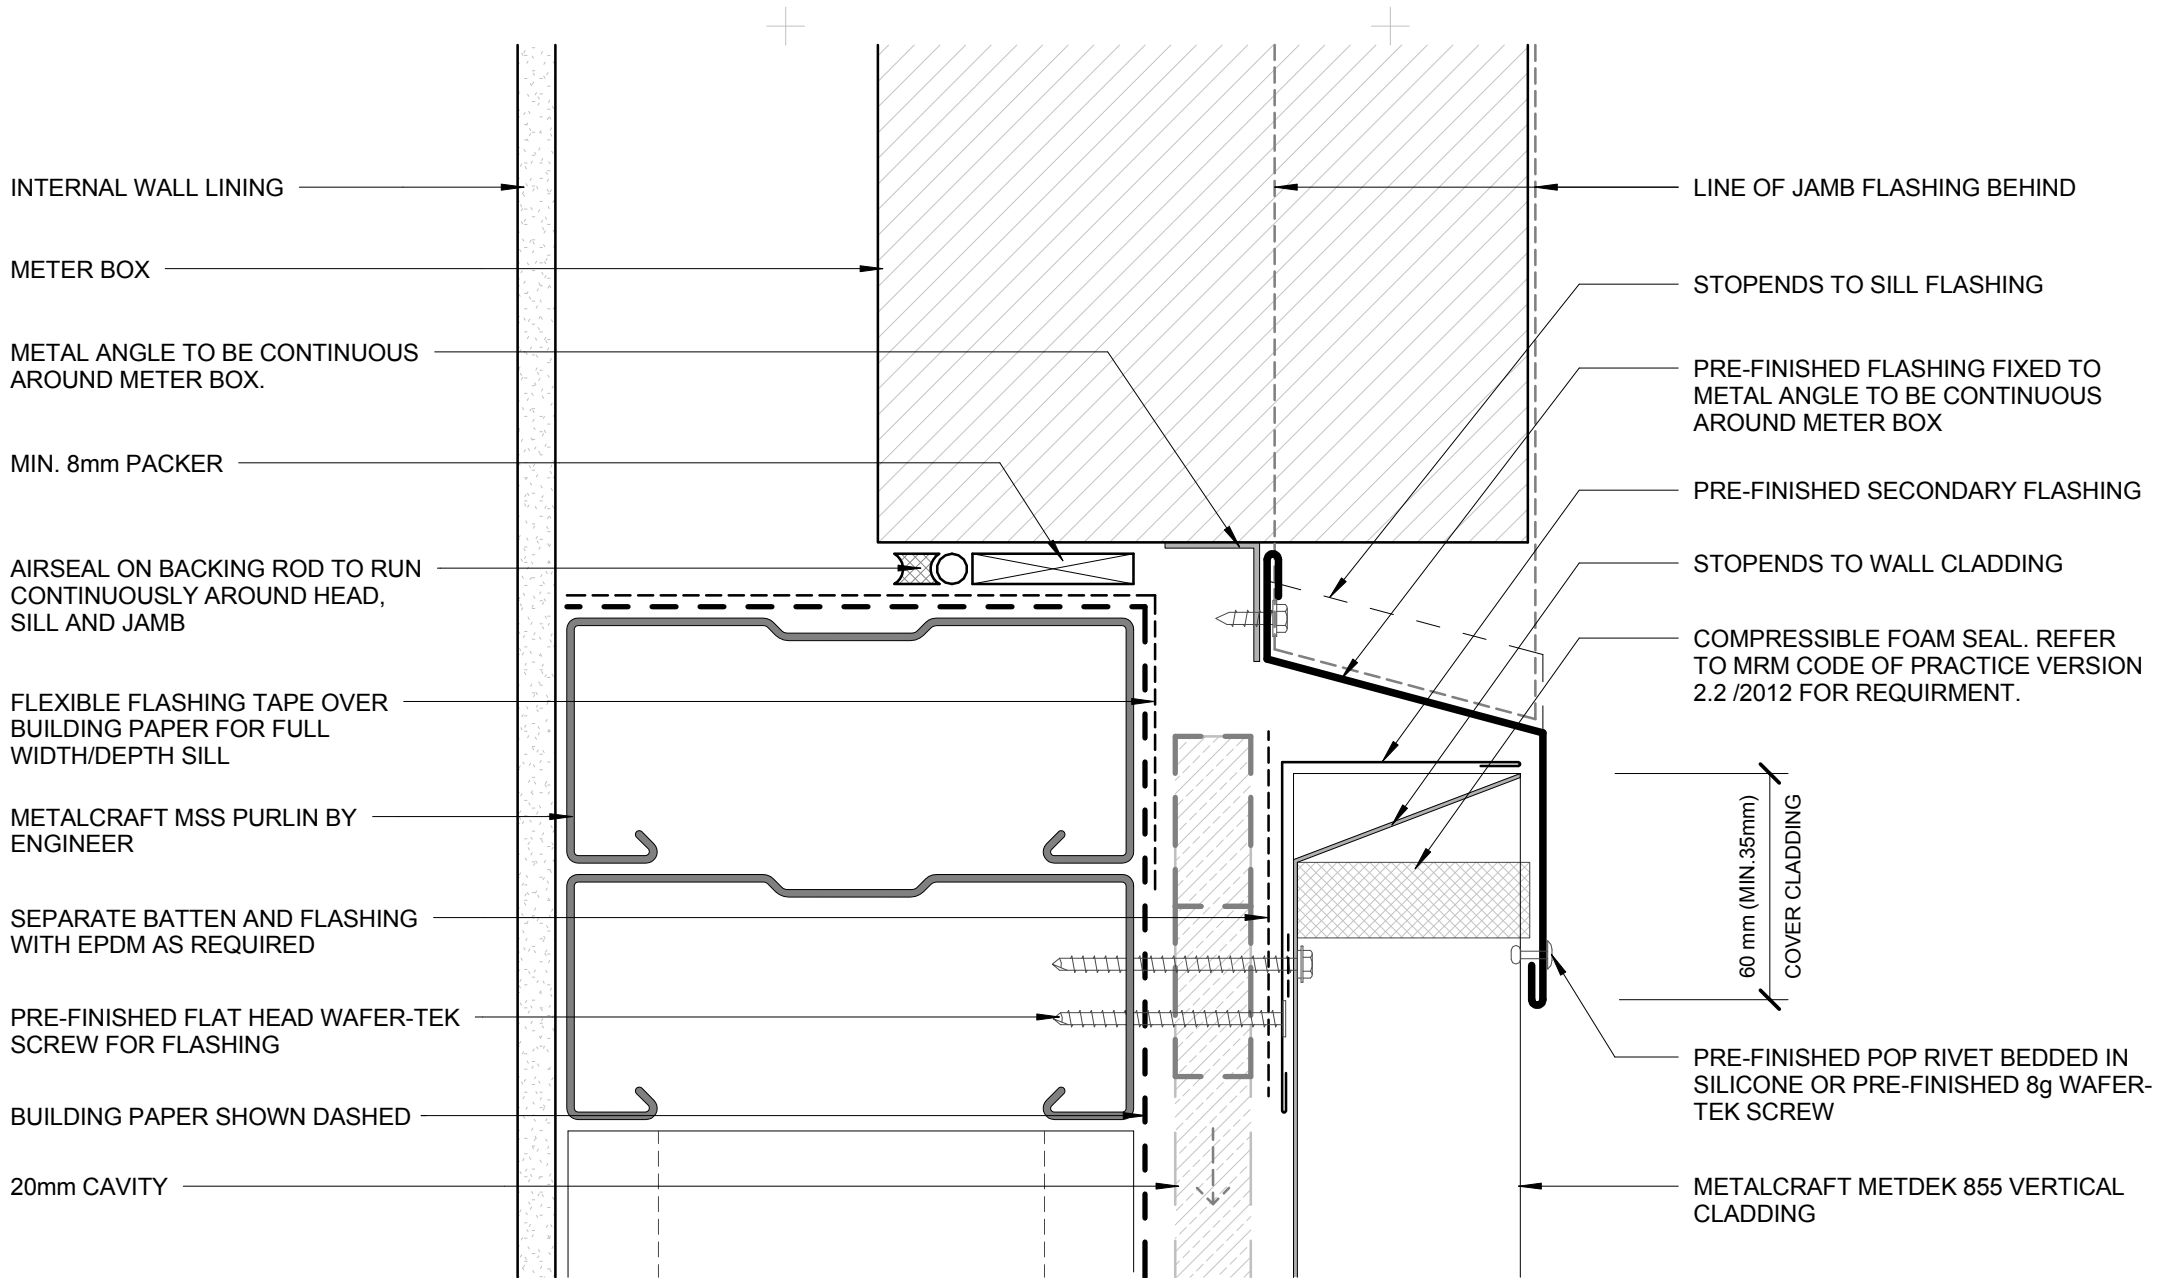 INTERNAL WALL LINING
METER BOX
METAL ANGLE TO BE CONTINUOUS
AROUND METER BOX.
MIN. 8mm PACKER
AIRSEAL ON BACKING ROD TO RUN
CONTINUOUSLY AROUND HEAD,
SILL AND JAMB
FLEXIBLE FLASHING TAPE OVER
BUILDING PAPER FOR FULL
WIDTH/DEPTH SILL
METALCRAFT MSS PURLIN BY
ENGINEER
SEPARATE BATTEN AND FLASHING
WITH EPDM AS REQUIRED
PRE-FINISHED FLAT HEAD WAFER-TEK
SCREW FOR FLASHING
BUILDING PAPER SHOWN DASHED
20mm CAVITY
LINE OF JAMB FLASHING BEHIND
STOPENDS TO SILL FLASHING
PRE-FINISHED FLASHING FIXED TO
METAL ANGLE TO BE CONTINUOUS
AROUND METER BOX
PRE-FINISHED SECONDARY FLASHING
STOPENDS TO WALL CLADDING
COMPRESSIBLE FOAM SEAL. REFER
TO MRM CODE OF PRACTICE VERSION
2.2 /2012 FOR REQUIRMENT.
60 mm (MIN.35mm)
COVER CLADDING
PRE-FINISHED POP RIVET BEDDED IN
SILICONE OR PRE-FINISHED 8g WAFER-
TEK SCREW
METALCRAFT METDEK 855 VERTICAL
CLADDING